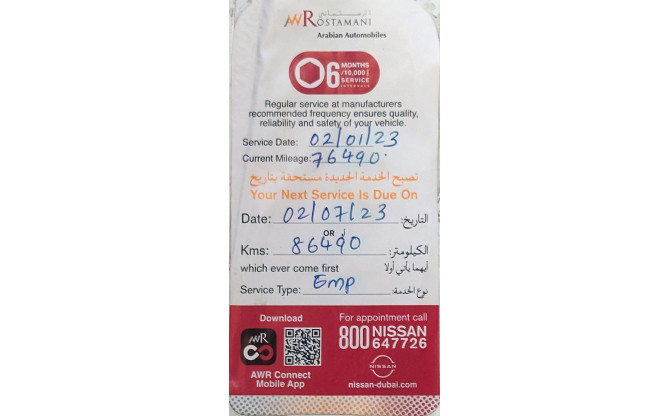 الرستماني
AWROSTAMANI
Arabian Automobiles
6 MONTHS
/10,000 KM
SERVICE
INTERVALS
Regular service at manufacturers
recommended frequency ensures quality,
reliability and safety of your vehicle.
Service Date: 02/01/23
Current Mileage: 76490
تصبح الخدمة الجديدة مستحقة بتاريخ
Your Next Service Is Due On
Date: 02/07/23 التاريخ:
OR أو
Kms: 86490 الكيلومتر:
which ever come first أيهما يأتي أولا
Service Type: Emp نوع الخدمة:
Download
AWR
AWR Connect
Mobile App
For appointment call
800 NISSAN
647726
NISSAN
nissan-dubai.com